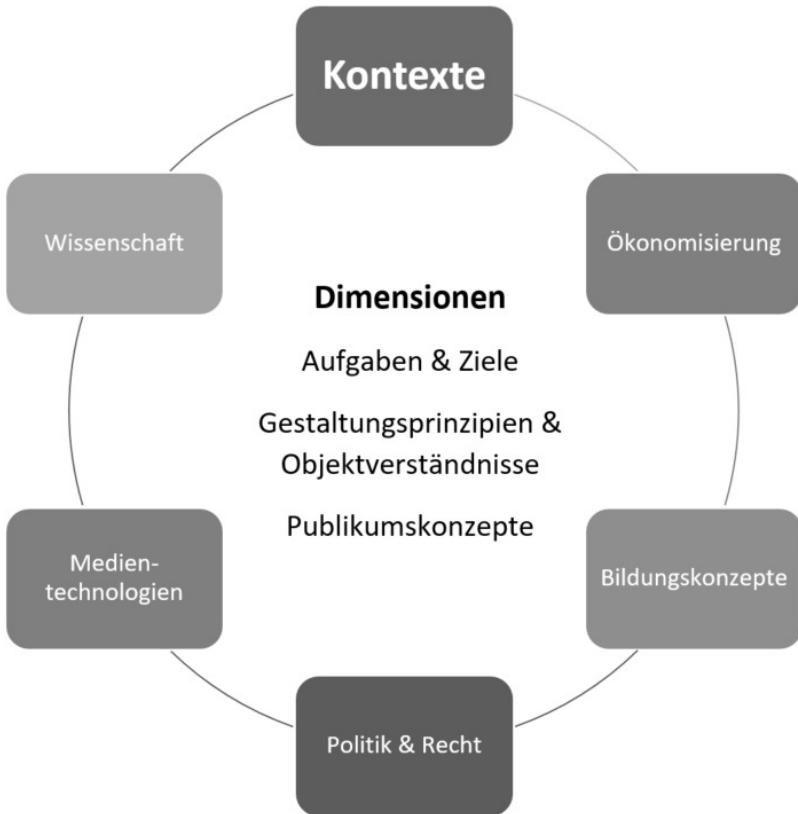 Kontexte
Wissenschaft
Ökonomisierung
Dimensionen
Aufgaben & Ziele
Gestaltungsprinzipien &
Objektverständnisse
Publikumskonzepte
Medien-
technologien
Bildungskonzepte
Politik & Recht